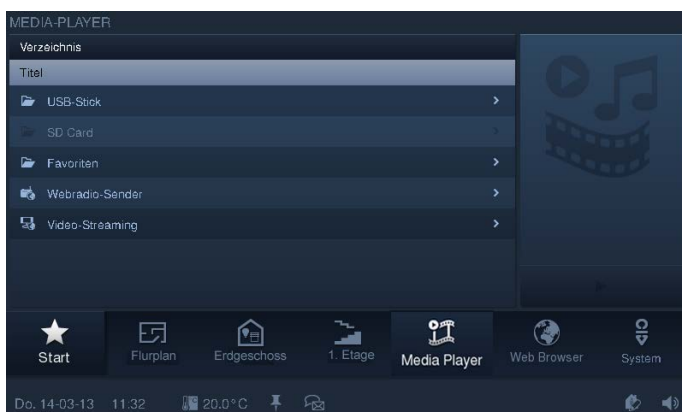 MEDIA-PLAYER
Verzeichnis
Titel
USB-Stick
SD Card
Favoriten
Webradio-Sender
Video-Streaming
Start Flurplan Erdgeschoss 1. Etage Media Player Web Browser System
Do. 14-03-13 11:32 20.0°C